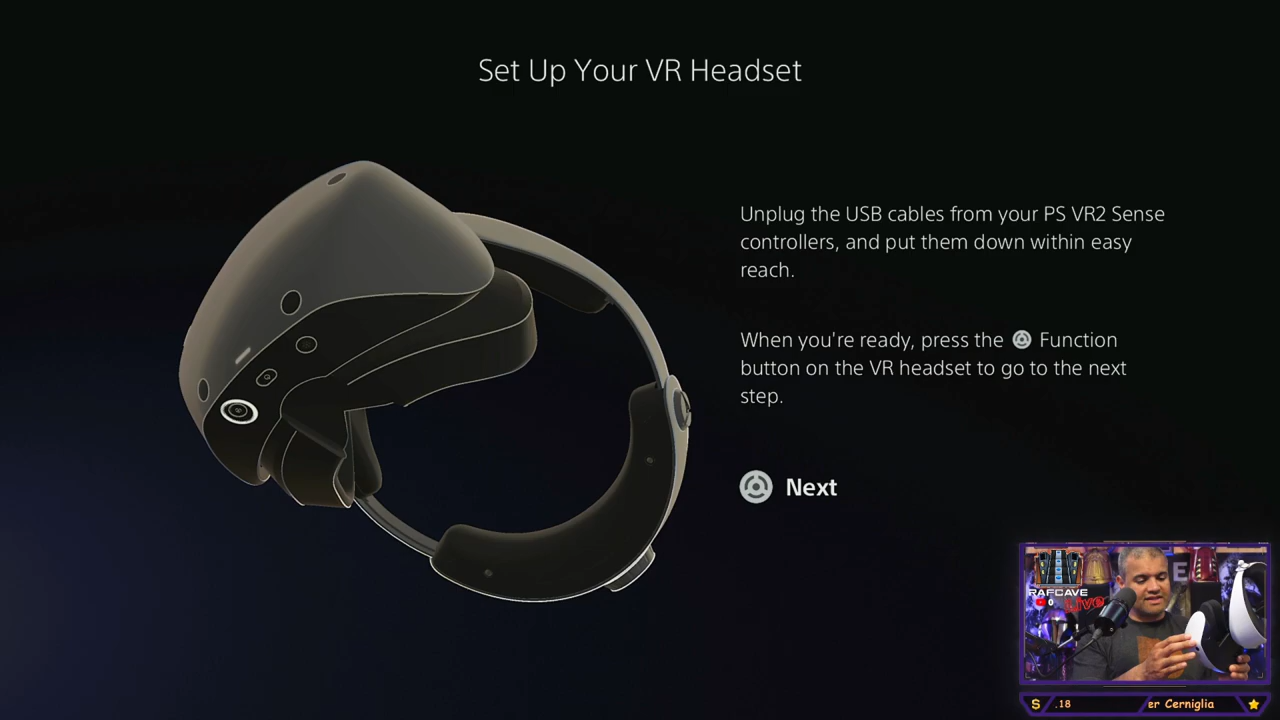 Set Up Your VR Headset
Unplug the USB cables from your PS VR2 Sense
controllers, and put them down within easy
reach.
When you're ready, press the Function
button on the VR headset to go to the next
step.
Next
RAFCAVE
0 Live
E
$ .18 er Cerniglia